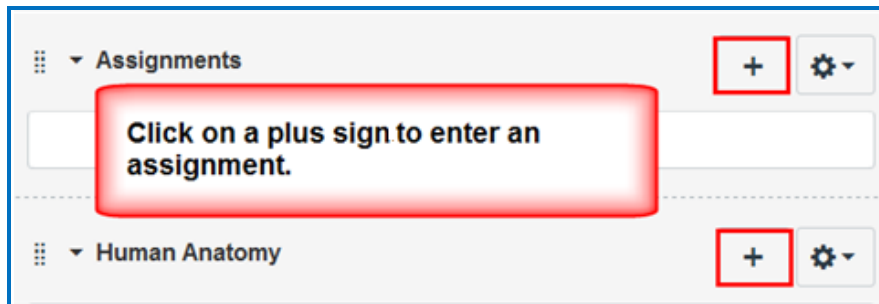 Assignments
Click on a plus sign to enter an
assignment.
Human Anatomy